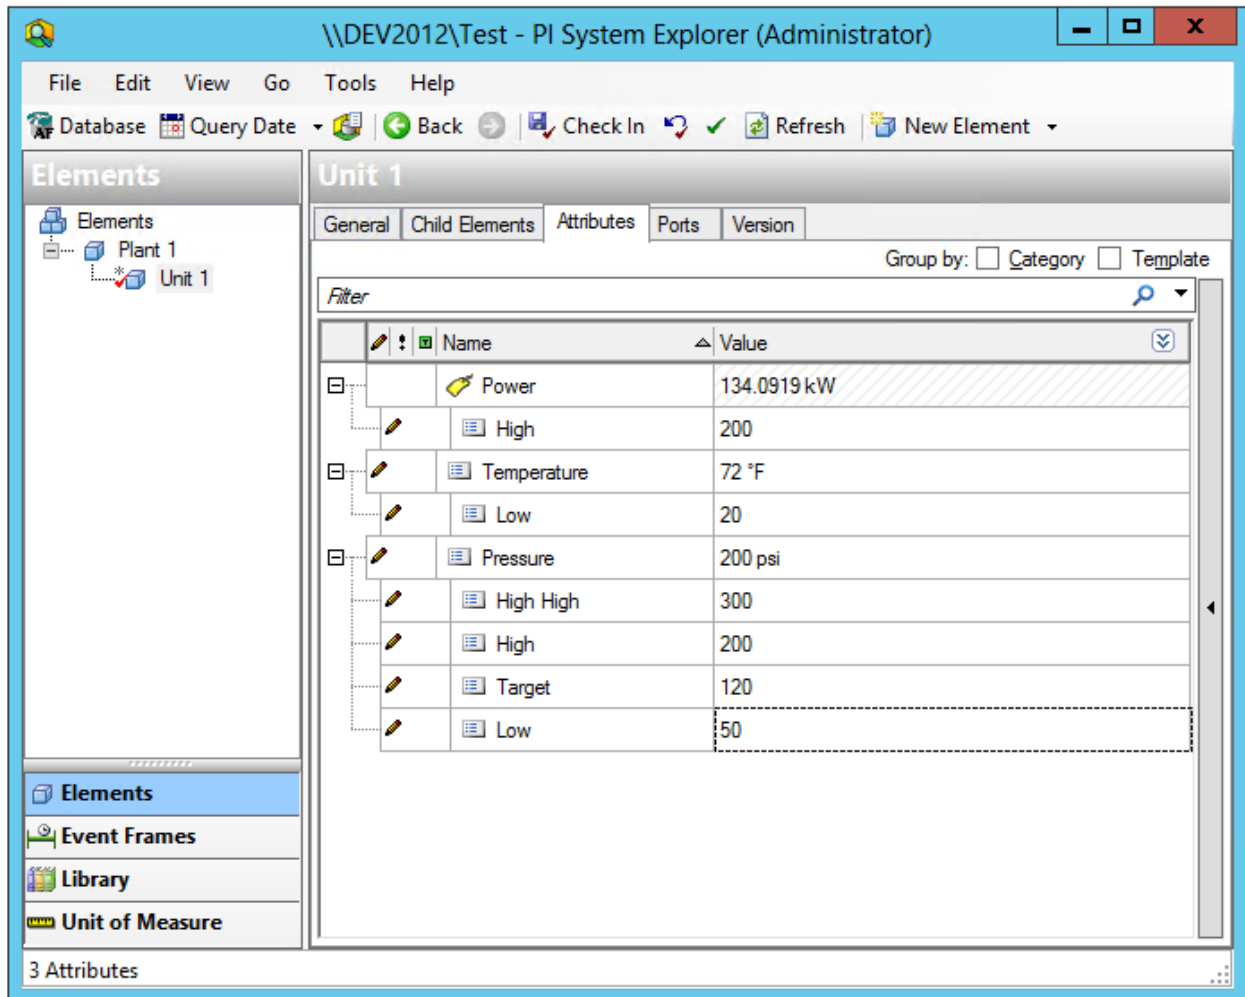 \\DEV2012\Test - PI System Explorer (Administrator)
File Edit View Go Tools Help
AF Database Query Date Back Check In Refresh New Element
Elements
Unit 1
Elements
Plant 1
Unit 1
General Child Elements Attributes Ports Version
Group by: Category Template
Filter
Name Value
Power 134.0919 kW
High 200
Temperature 72 °F
Low 20
Pressure 200 psi
High High 300
High 200
Target 120
Low 50
Elements
Event Frames
Library
Unit of Measure
3 Attributes